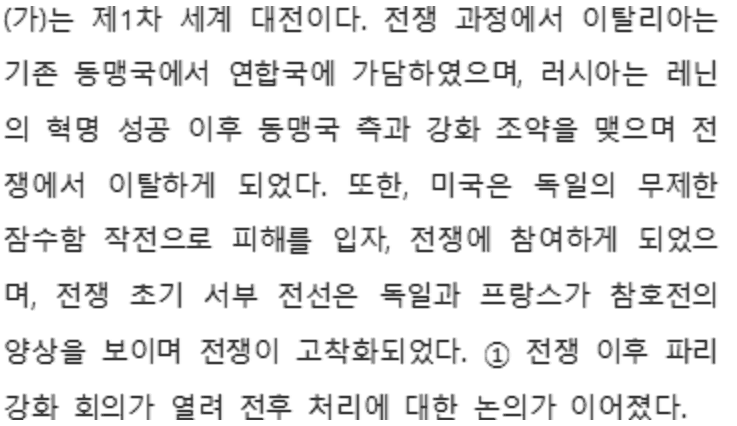 (가)는 제1차 세계 대전이다. 전쟁 과정에서 이탈리아는
기존 동맹국에서 연합국에 가담하였으며, 러시아는 레닌
의 혁명 성공 이후 동맹국 측과 강화 조약을 맺으며 전
쟁에서 이탈하게 되었다. 또한, 미국은 독일의 무제한
잠수함 작전으로 피해를 입자, 전쟁에 참여하게 되었으
며, 전쟁 초기 서부 전선은 독일과 프랑스가 참호전의
양상을 보이며 전쟁이 고착화되었다. ① 전쟁 이후 파리
강화 회의가 열려 전후 처리에 대한 논의가 이어졌다.